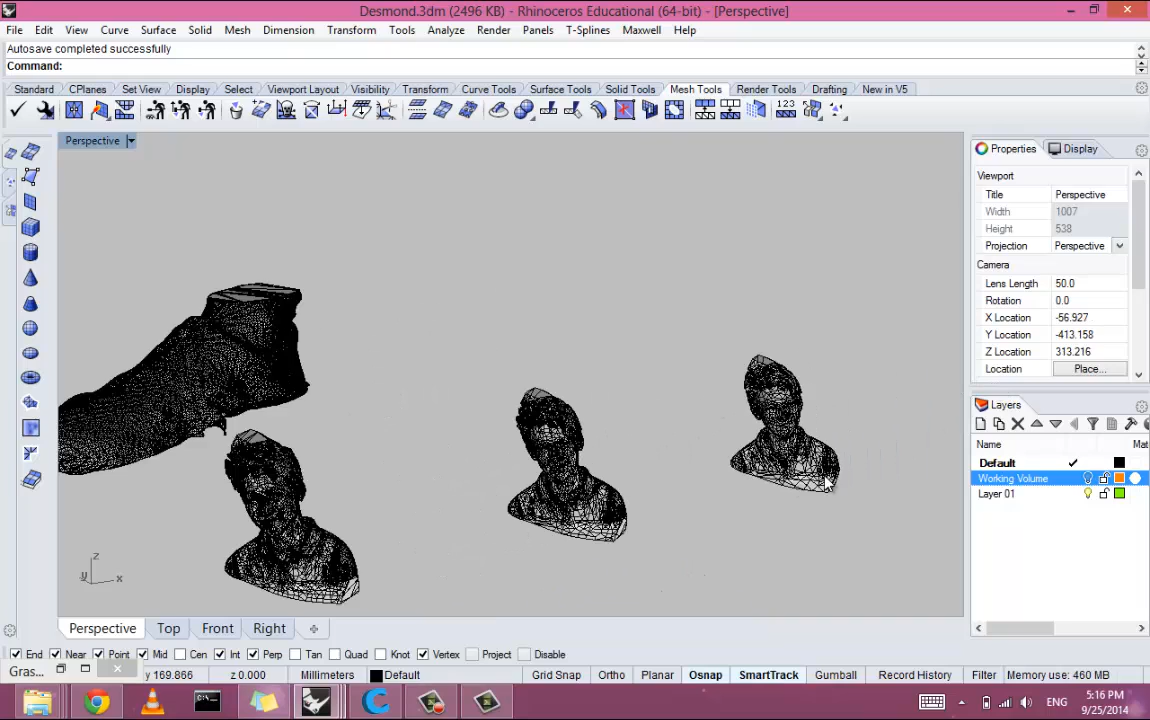 Desmond.3dm (2496 KB) - Rhinoceros Educational (64-bit) - [Perspective]
File Edit View Curve Surface Solid Mesh Dimension Transform Tools Analyze Render Panels T-Splines Maxwell Help
Autosave completed successfully
Command:
Standard CPlanes Set View Display Select Viewport Layout Visibility Transform Curve Tools Surface Tools Solid Tools Mesh Tools Render Tools Drafting New in V5
123
Perspective
Properties Display
Viewport
Title Perspective
Width 1007
Height 538
Projection Perspective
Camera
Lens Length 50.0
Rotation 0.0
X Location -56.927
Y Location -413.158
Z Location 313.216
Location Place...
Layers
Name Mat
Default
Working Volume
Layer 01
z
y x
Perspective Top Front Right
End Near Point Mid Cen Int Perp Tan Quad Knot Vertex Project Disable
Gras... y 169.866 z 0.000 Millimeters Default Grid Snap Ortho Planar Osnap SmartTrack Gumball Record History Filter Memory use: 460 MB
ENG
5:16 PM
9/25/2014